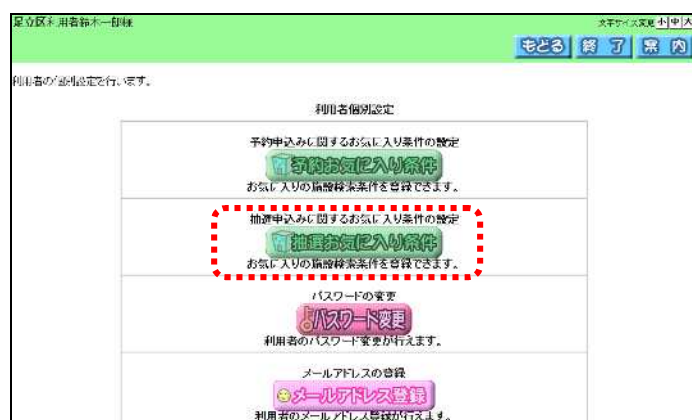 足立区利用者鈴木一郎様
文字サイズ変更 小 中 大
もどる 終了 案内
利用者の個別設定を行います。
利用者個別設定
予約申込みに関するお気に入り条件の設定
予約お気に入り条件
お気に入りの施設検索条件を登録できます。
抽選申込みに関するお気に入り条件の設定
抽選お気に入り条件
お気に入りの施設検索条件を登録できます。
パスワードの変更
パスワード変更
利用者のパスワード変更が行えます。
メールアドレスの登録
メールアドレス登録
利用者のメールアドレス登録が行えます。